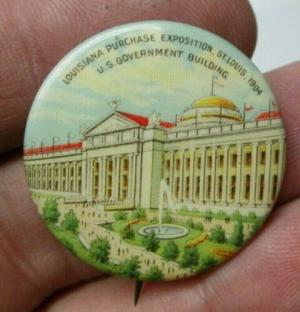 LOUISIANA PURCHASE EXPOSITION, ST. LOUIS, 1904
U.S. GOVERNMENT BUILDING.